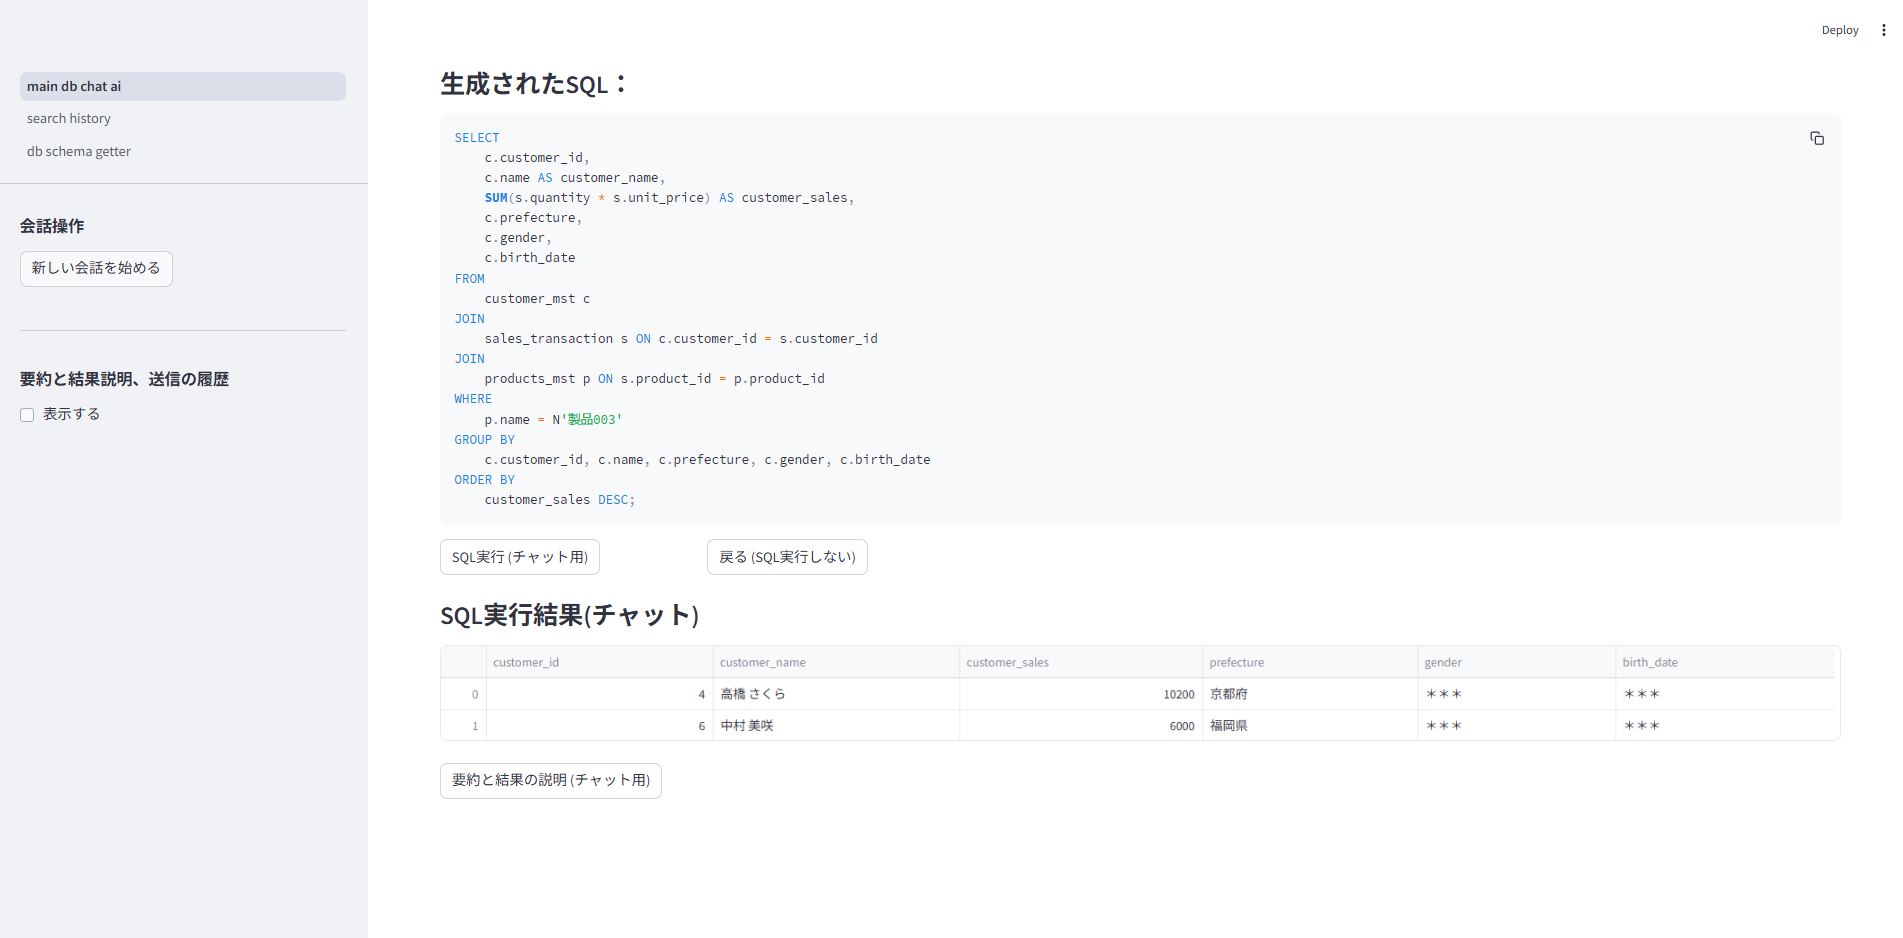 Deploy
main db chat ai
search history
db schema getter
会話操作
新しい会話を始める
要約と結果説明、送信の履歴
表示する
生成されたSQL：
SELECT
c.customer_id,
c.name AS customer_name,
SUM(s.quantity * s.unit_price) AS customer_sales,
c.prefecture,
c.gender,
c.birth_date
FROM
customer_mst c
JOIN
sales_transaction s ON c.customer_id = s.customer_id
JOIN
products_mst p ON s.product_id = p.product_id
WHERE
p.name = N'製品003'
GROUP BY
c.customer_id, c.name, c.prefecture, c.gender, c.birth_date
ORDER BY
customer_sales DESC;
SQL実行 (チャット用) 戻る (SQL実行しない)
SQL実行結果(チャット)
customer_id customer_name customer_sales prefecture gender birth_date
0 4 高橋 さくら 10200 京都府 ＊＊＊ ＊＊＊
1 6 中村 美咲 6000 福岡県 ＊＊＊ ＊＊＊
要約と結果の説明 (チャット用)